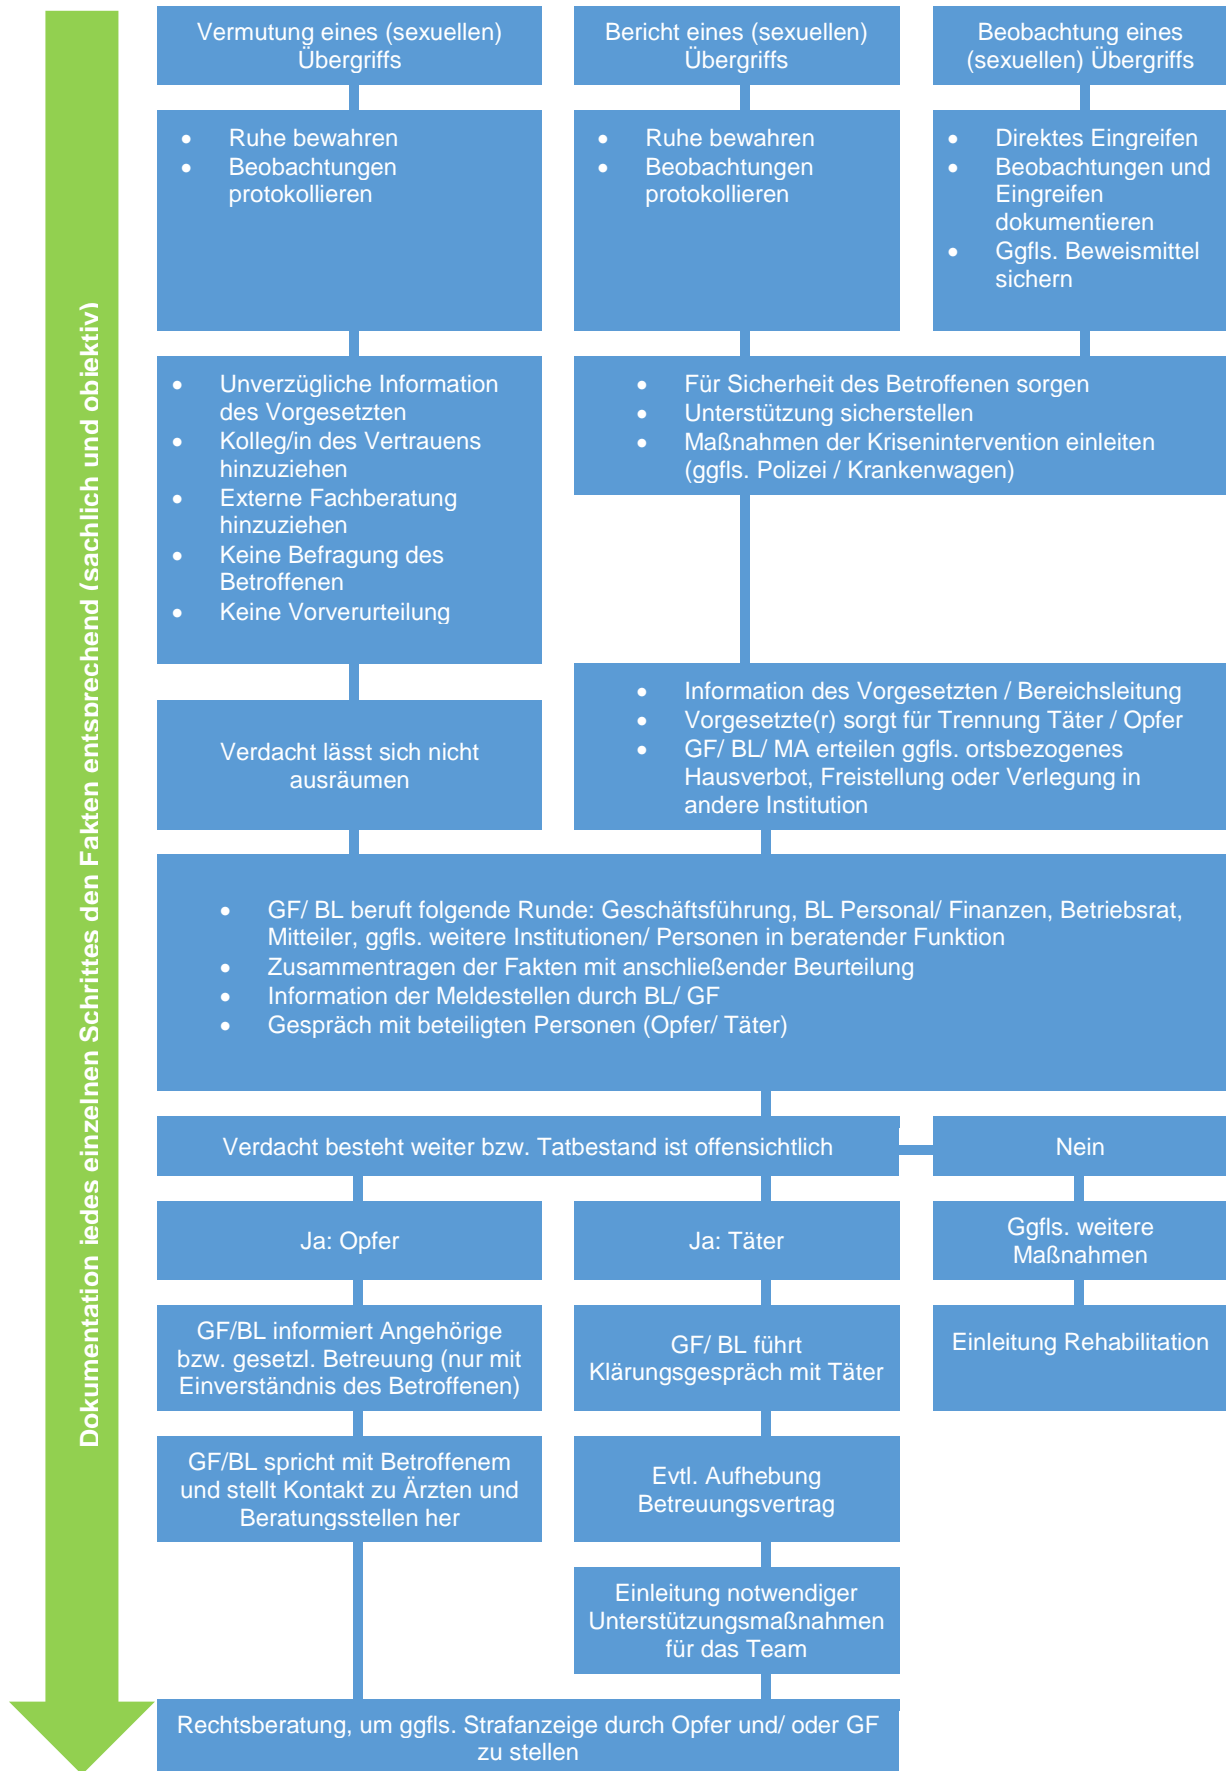 Dokumentation jedes einzelnen Schrittes den Fakten entsprechend (sachlich und objektiv)
Vermutung eines (sexuellen)
Übergriffs
Bericht eines (sexuellen)
Übergriffs
Beobachtung eines
(sexuellen) Übergriffs
• Ruhe bewahren
• Beobachtungen
protokollieren
• Ruhe bewahren
• Beobachtungen
protokollieren
• Direktes Eingreifen
• Beobachtungen und
Eingreifen
dokumentieren
• Ggfls. Beweismittel
sichern
• Unverzügliche Information
des Vorgesetzten
• Kolleg/in des Vertrauens
hinzuziehen
• Externe Fachberatung
hinzuziehen
• Keine Befragung des
Betroffenen
• Keine Vorverurteilung
• Für Sicherheit des Betroffenen sorgen
• Unterstützung sicherstellen
• Maßnahmen der Krisenintervention einleiten
(ggfls. Polizei / Krankenwagen)
Verdacht lässt sich nicht
ausräumen
• Information des Vorgesetzten / Bereichsleitung
• Vorgesetzte(r) sorgt für Trennung Täter / Opfer
• GF/ BL/ MA erteilen ggfls. ortsbezogenes
Hausverbot, Freistellung oder Verlegung in
andere Institution
• GF/ BL beruft folgende Runde: Geschäftsführung, BL Personal/ Finanzen, Betriebsrat,
Mitteiler, ggfls. weitere Institutionen/ Personen in beratender Funktion
• Zusammentragen der Fakten mit anschließender Beurteilung
• Information der Meldestellen durch BL/ GF
• Gespräch mit beteiligten Personen (Opfer/ Täter)
Verdacht besteht weiter bzw. Tatbestand ist offensichtlich
Nein
Ja: Opfer
Ja: Täter
Ggfls. weitere
Maßnahmen
GF/BL informiert Angehörige
bzw. gesetzl. Betreuung (nur mit
Einverständnis des Betroffenen)
GF/ BL führt
Klärungsgespräch mit Täter
Einleitung Rehabilitation
GF/BL spricht mit Betroffenem
und stellt Kontakt zu Ärzten und
Beratungsstellen her
Evtl. Aufhebung
Betreuungsvertrag
Einleitung notwendiger
Unterstützungsmaßnahmen
für das Team
Rechtsberatung, um ggfls. Strafanzeige durch Opfer und/ oder GF
zu stellen